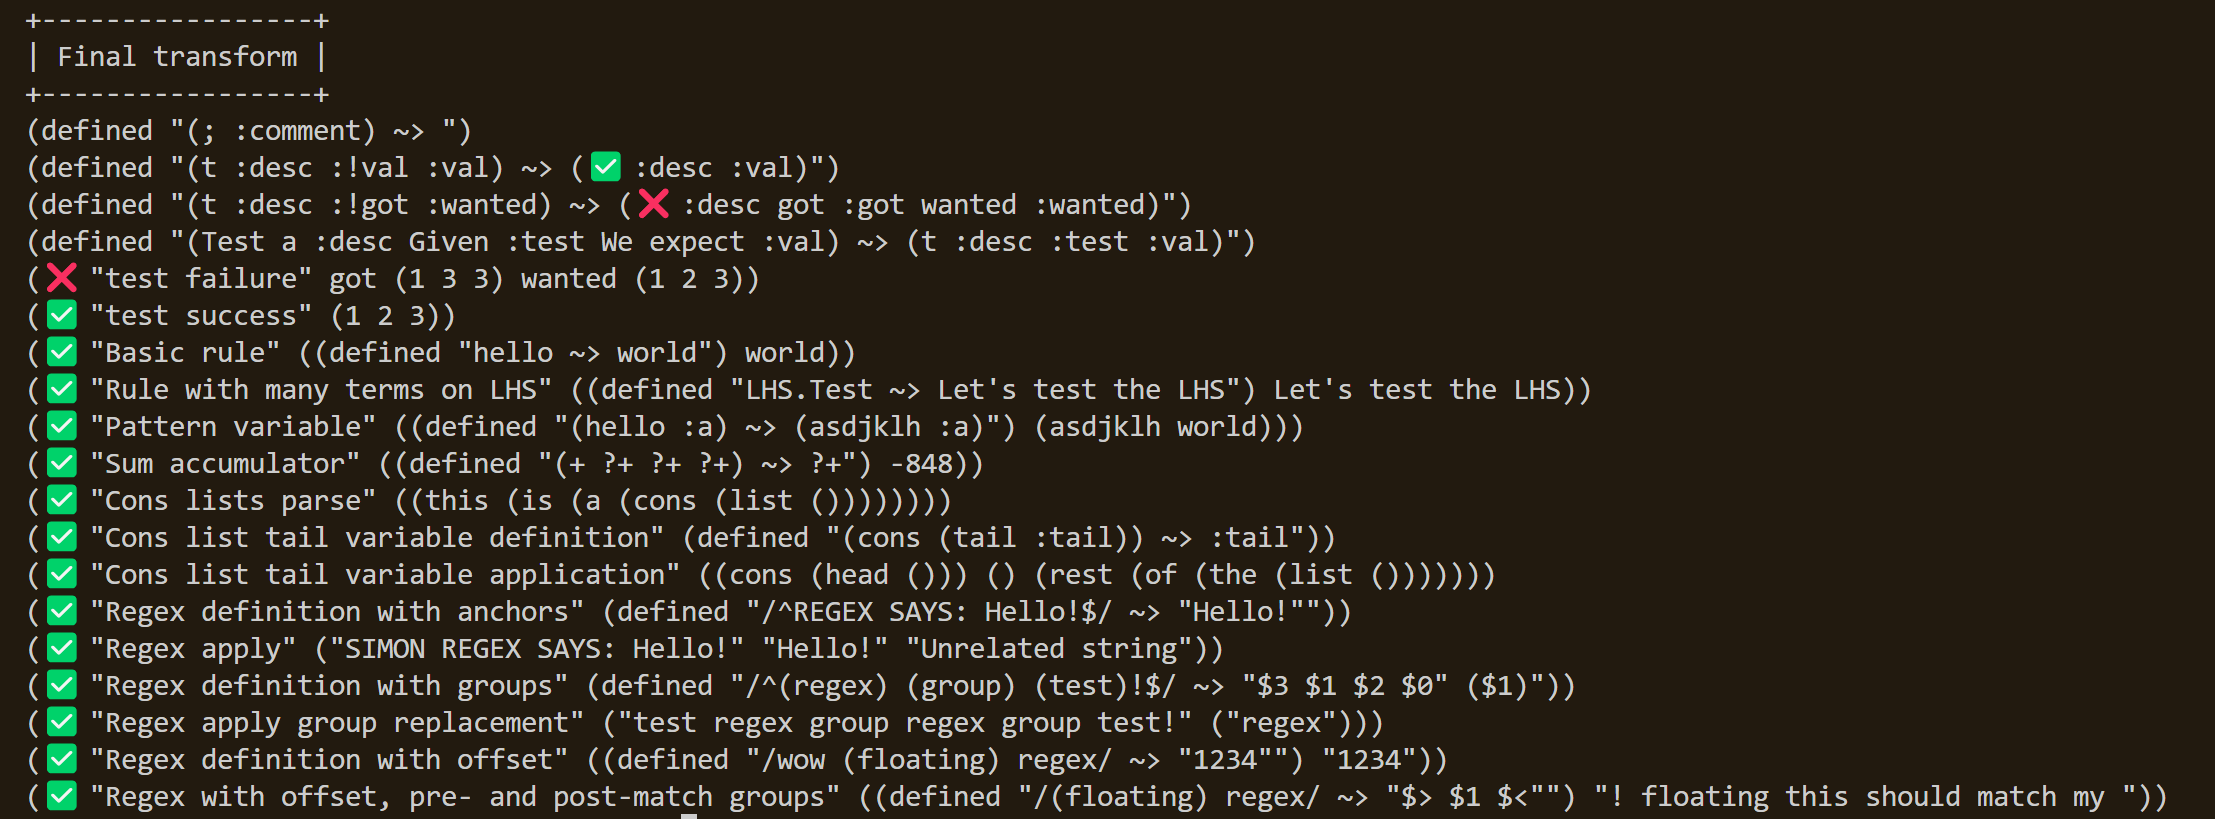 +-----------------+
| Final transform |
+-----------------+
(defined "(; :comment) ~> ")
(defined "(t :desc :!val :val) ~> (✅ :desc :val)")
(defined "(t :desc :!got :wanted) ~> (❌ :desc got :got wanted :wanted)")
(defined "(Test a :desc Given :test We expect :val) ~> (t :desc :test :val)")
(❌ "test failure" got (1 3 3) wanted (1 2 3))
(✅ "test success" (1 2 3))
(✅ "Basic rule" ((defined "hello ~> world") world))
(✅ "Rule with many terms on LHS" ((defined "LHS.Test ~> Let's test the LHS") Let's test the LHS))
(✅ "Pattern variable" ((defined "(hello :a) ~> (asdjklh :a)") (asdjklh world)))
(✅ "Sum accumulator" ((defined "(+ ?+ ?+ ?+) ~> ?+") -848))
(✅ "Cons lists parse" ((this (is (a (cons (list ())))))))
(✅ "Cons list tail variable definition" (defined "(cons (tail :tail)) ~> :tail"))
(✅ "Cons list tail variable application" ((cons (head ())) () (rest (of (the (list ()))))))
(✅ "Regex definition with anchors" (defined "/^REGEX SAYS: Hello!$/ ~> "Hello!""))
(✅ "Regex apply" ("SIMON REGEX SAYS: Hello!" "Hello!" "Unrelated string"))
(✅ "Regex definition with groups" (defined "/^(regex) (group) (test)!$/ ~> "$3 $1 $2 $0" ($1)"))
(✅ "Regex apply group replacement" ("test regex group regex group test!" ("regex")))
(✅ "Regex definition with offset" ((defined "/wow (floating) regex/ ~> "1234"") "1234"))
(✅ "Regex with offset, pre- and post-match groups" ((defined "/(floating) regex/ ~> "$> $1 $<"") "! floating this should match my "))